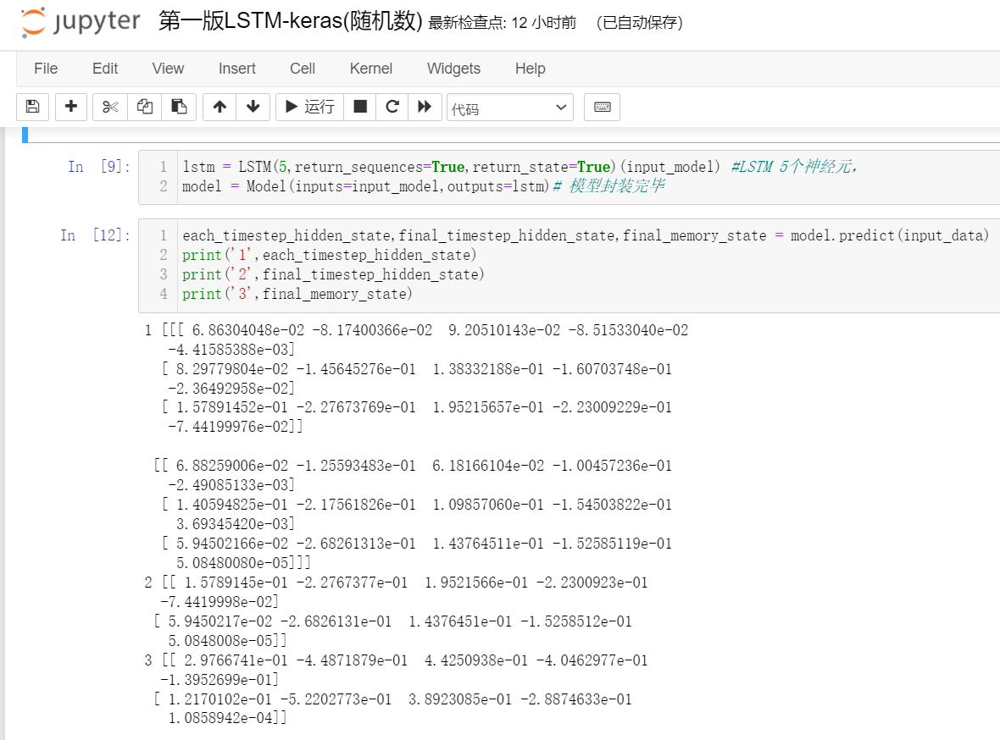 jupyter 第一版LSTM-keras(随机数) 最新检查点: 12 小时前 (已自动保存)
File Edit View Insert Cell Kernel Widgets Help
运行 代码
In [9]: 1 lstm = LSTM(5,return_sequences=True,return_state=True)(input_model) #LSTM 5个神经元,
2 model = Model(inputs=input_model,outputs=lstm)# 模型封装完毕
In [12]: 1 each_timestep_hidden_state,final_timestep_hidden_state,final_memory_state = model.predict(input_data)
2 print('1',each_timestep_hidden_state)
3 print('2',final_timestep_hidden_state)
4 print('3',final_memory_state)
1 [[[ 6.86304048e-02 -8.17400366e-02  9.20510143e-02 -8.51533040e-02
-4.41585388e-03]
[ 8.29779804e-02 -1.45645276e-01  1.38332188e-01 -1.60703748e-01
-2.36492958e-02]
[ 1.57891452e-01 -2.27673769e-01  1.95215657e-01 -2.23009229e-01
-7.44199976e-02]]
[[ 6.88259006e-02 -1.25593483e-01  6.18166104e-02 -1.00457236e-01
-2.49085133e-03]
[ 1.40594825e-01 -2.17561826e-01  1.09857060e-01 -1.54503822e-01
3.69345420e-03]
[ 5.94502166e-02 -2.68261313e-01  1.43764511e-01 -1.52585119e-01
5.08480080e-05]]]
2 [[ 1.5789145e-01 -2.2767377e-01  1.9521566e-01 -2.2300923e-01
-7.4419998e-02]
[ 5.9450217e-02 -2.6826131e-01  1.4376451e-01 -1.5258512e-01
5.0848008e-05]]
3 [[ 2.9766741e-01 -4.4871879e-01  4.4250938e-01 -4.0462977e-01
-1.3952699e-01]
[ 1.2170102e-01 -5.2202773e-01  3.8923085e-01 -2.8874633e-01
1.0858942e-04]]